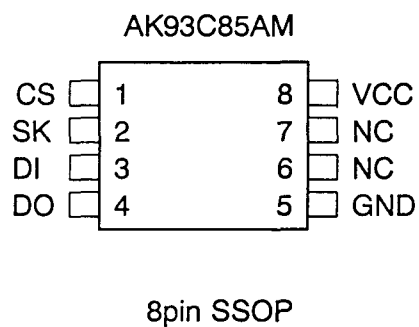 AK93C85AM
CS 1 8 VCC
SK 2 7 NC
DI 3 6 NC
DO 4 5 GND
8pin SSOP